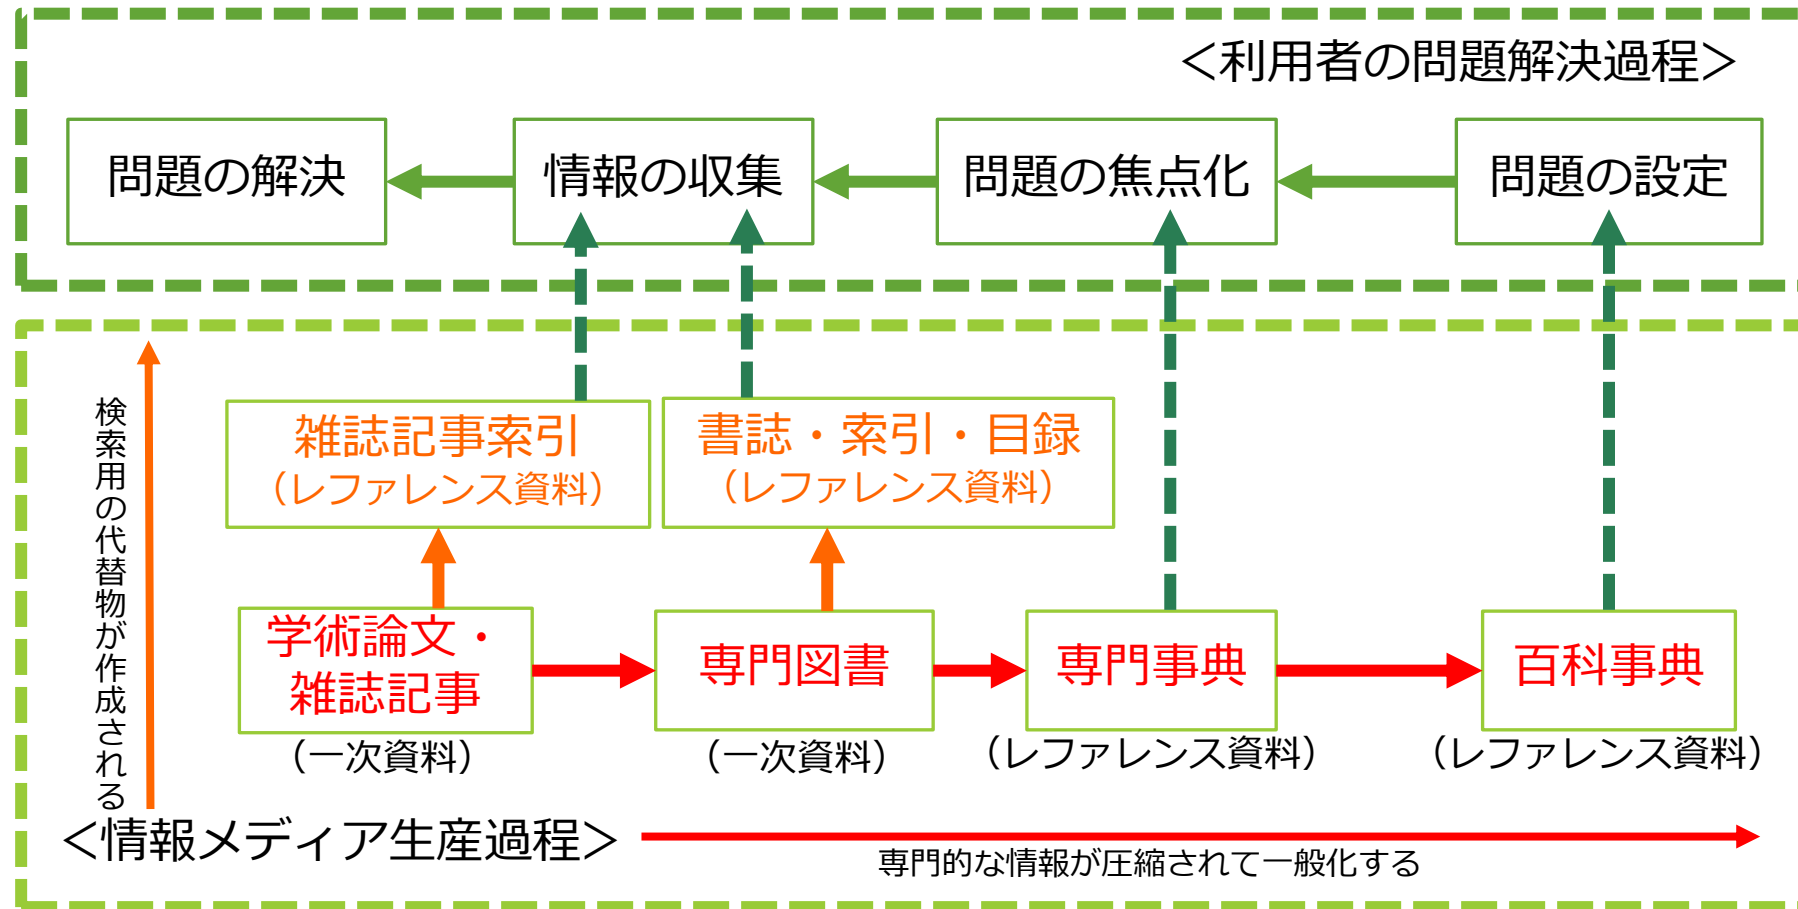 ＜利用者の問題解決過程＞
問題の解決
情報の収集
問題の焦点化
問題の設定
検索用の代替物が作成される
雑誌記事索引
（レファレンス資料）
書誌・索引・目録
（レファレンス資料）
学術論文・
雑誌記事
（一次資料）
専門図書
（一次資料）
専門事典
（レファレンス資料）
百科事典
（レファレンス資料）
＜情報メディア生産過程＞
専門的な情報が圧縮されて一般化する